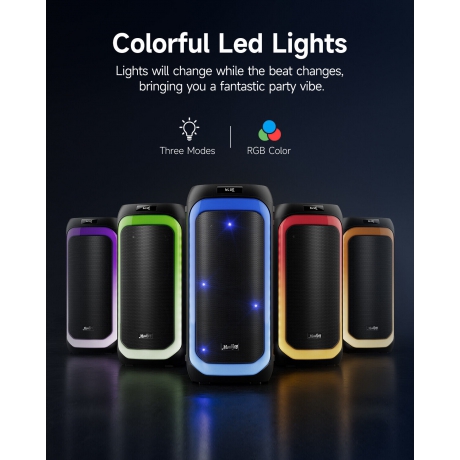 Colorful Led Lights
Lights will change while the beat changes,
bringing you a fantastic party vibe.
Three Modes
RGB Color